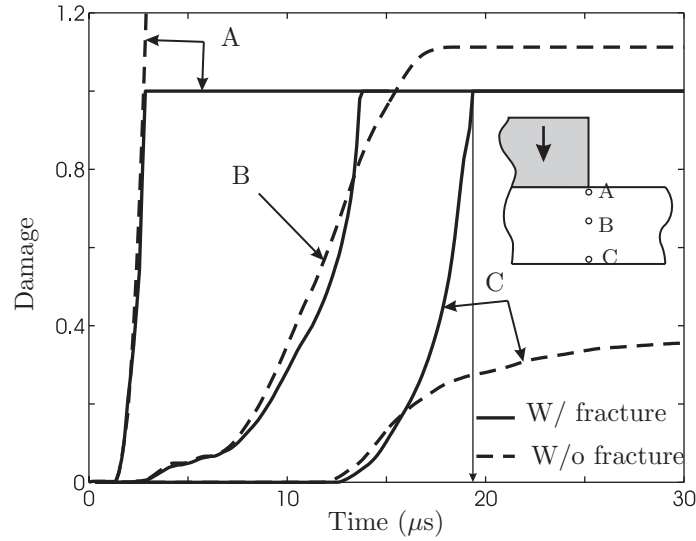 1.2
A
0.8
A
B
B
C
C
Damage
0.4
W/ fracture
W/o fracture
0
0
10
20
30
Time (μs)